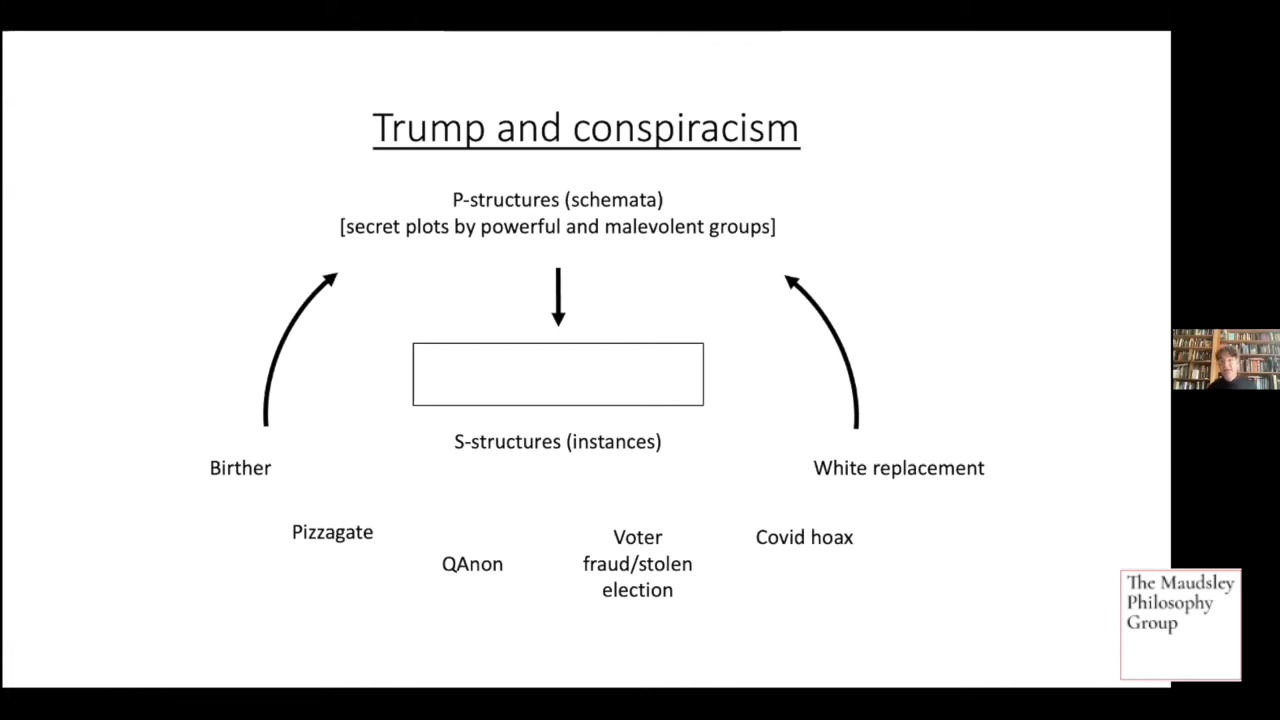 Trump and conspiracism
P-structures (schemata)
[secret plots by powerful and malevolent groups]
S-structures (instances)
Birther
White replacement
Pizzagate
Covid hoax
QAnon
Voter
fraud/stolen
election
The Maudsley
Philosophy
Group